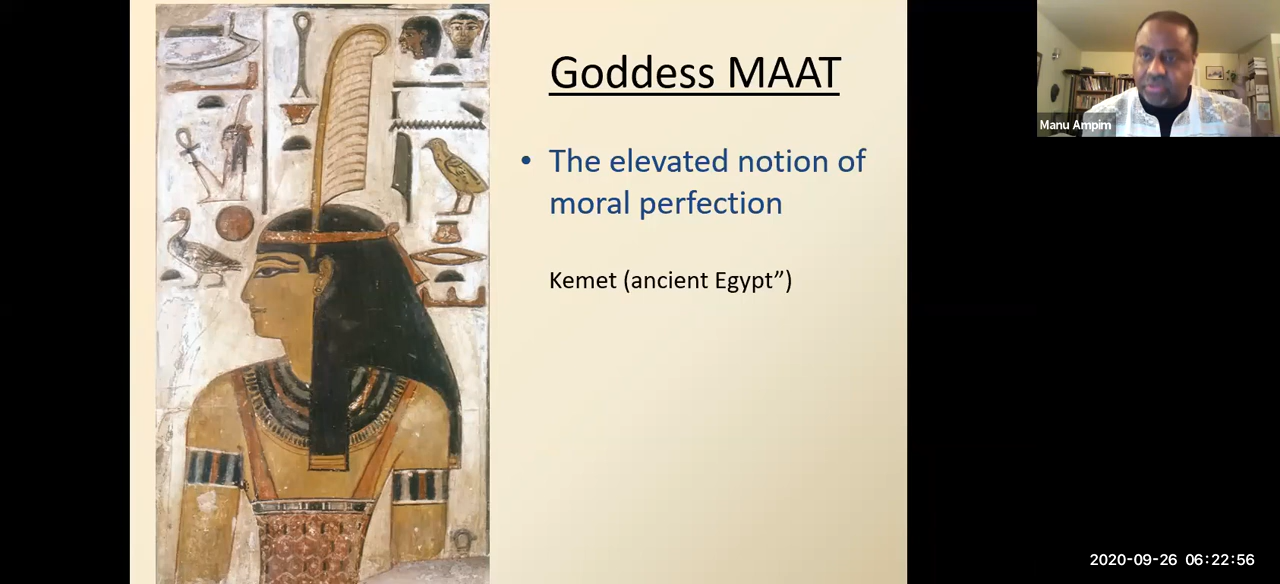 Goddess MAAT
• The elevated notion of
moral perfection
Kemet (ancient Egypt”)
Manu Ampim
2020-09-26 06:22:56